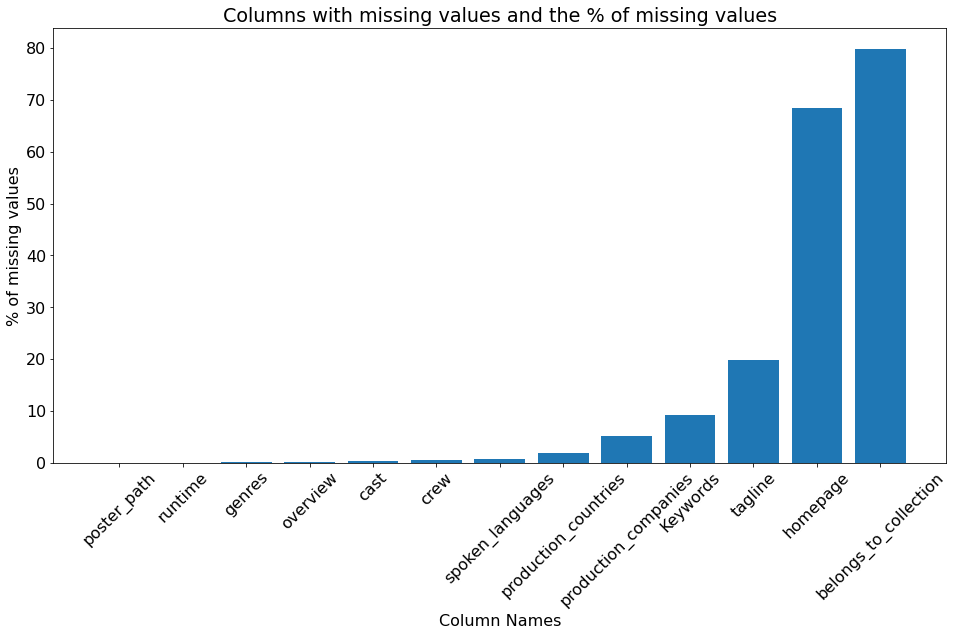 Columns with missing values and the % of missing values
% of missing values
80
70
60
50
40
30
20
10
0
poster_path
runtime
genres
overview
cast
crew
spoken_languages
production_countries
production_companies
Keywords
tagline
homepage
belongs_to_collection
Column Names